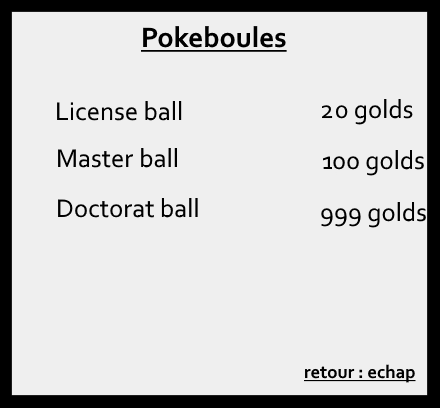 Pokeboules
License ball 20 golds
Master ball 100 golds
Doctorat ball 999 golds
retour : echap